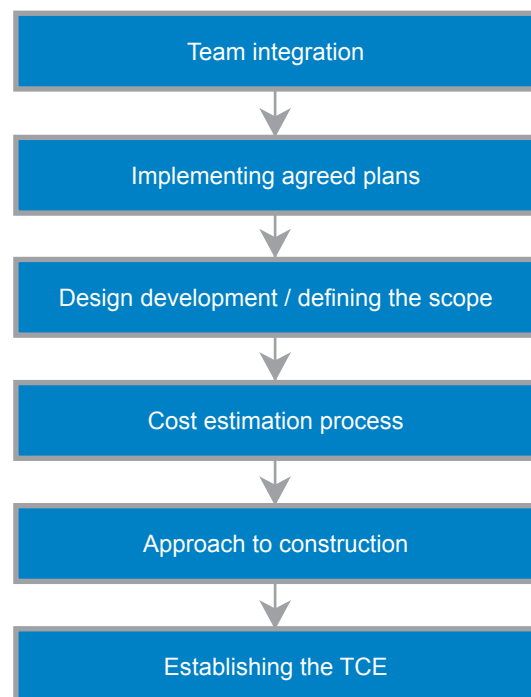 Team integration
Implementing agreed plans
Design development / defining the scope
Cost estimation process
Approach to construction
Establishing the TCE